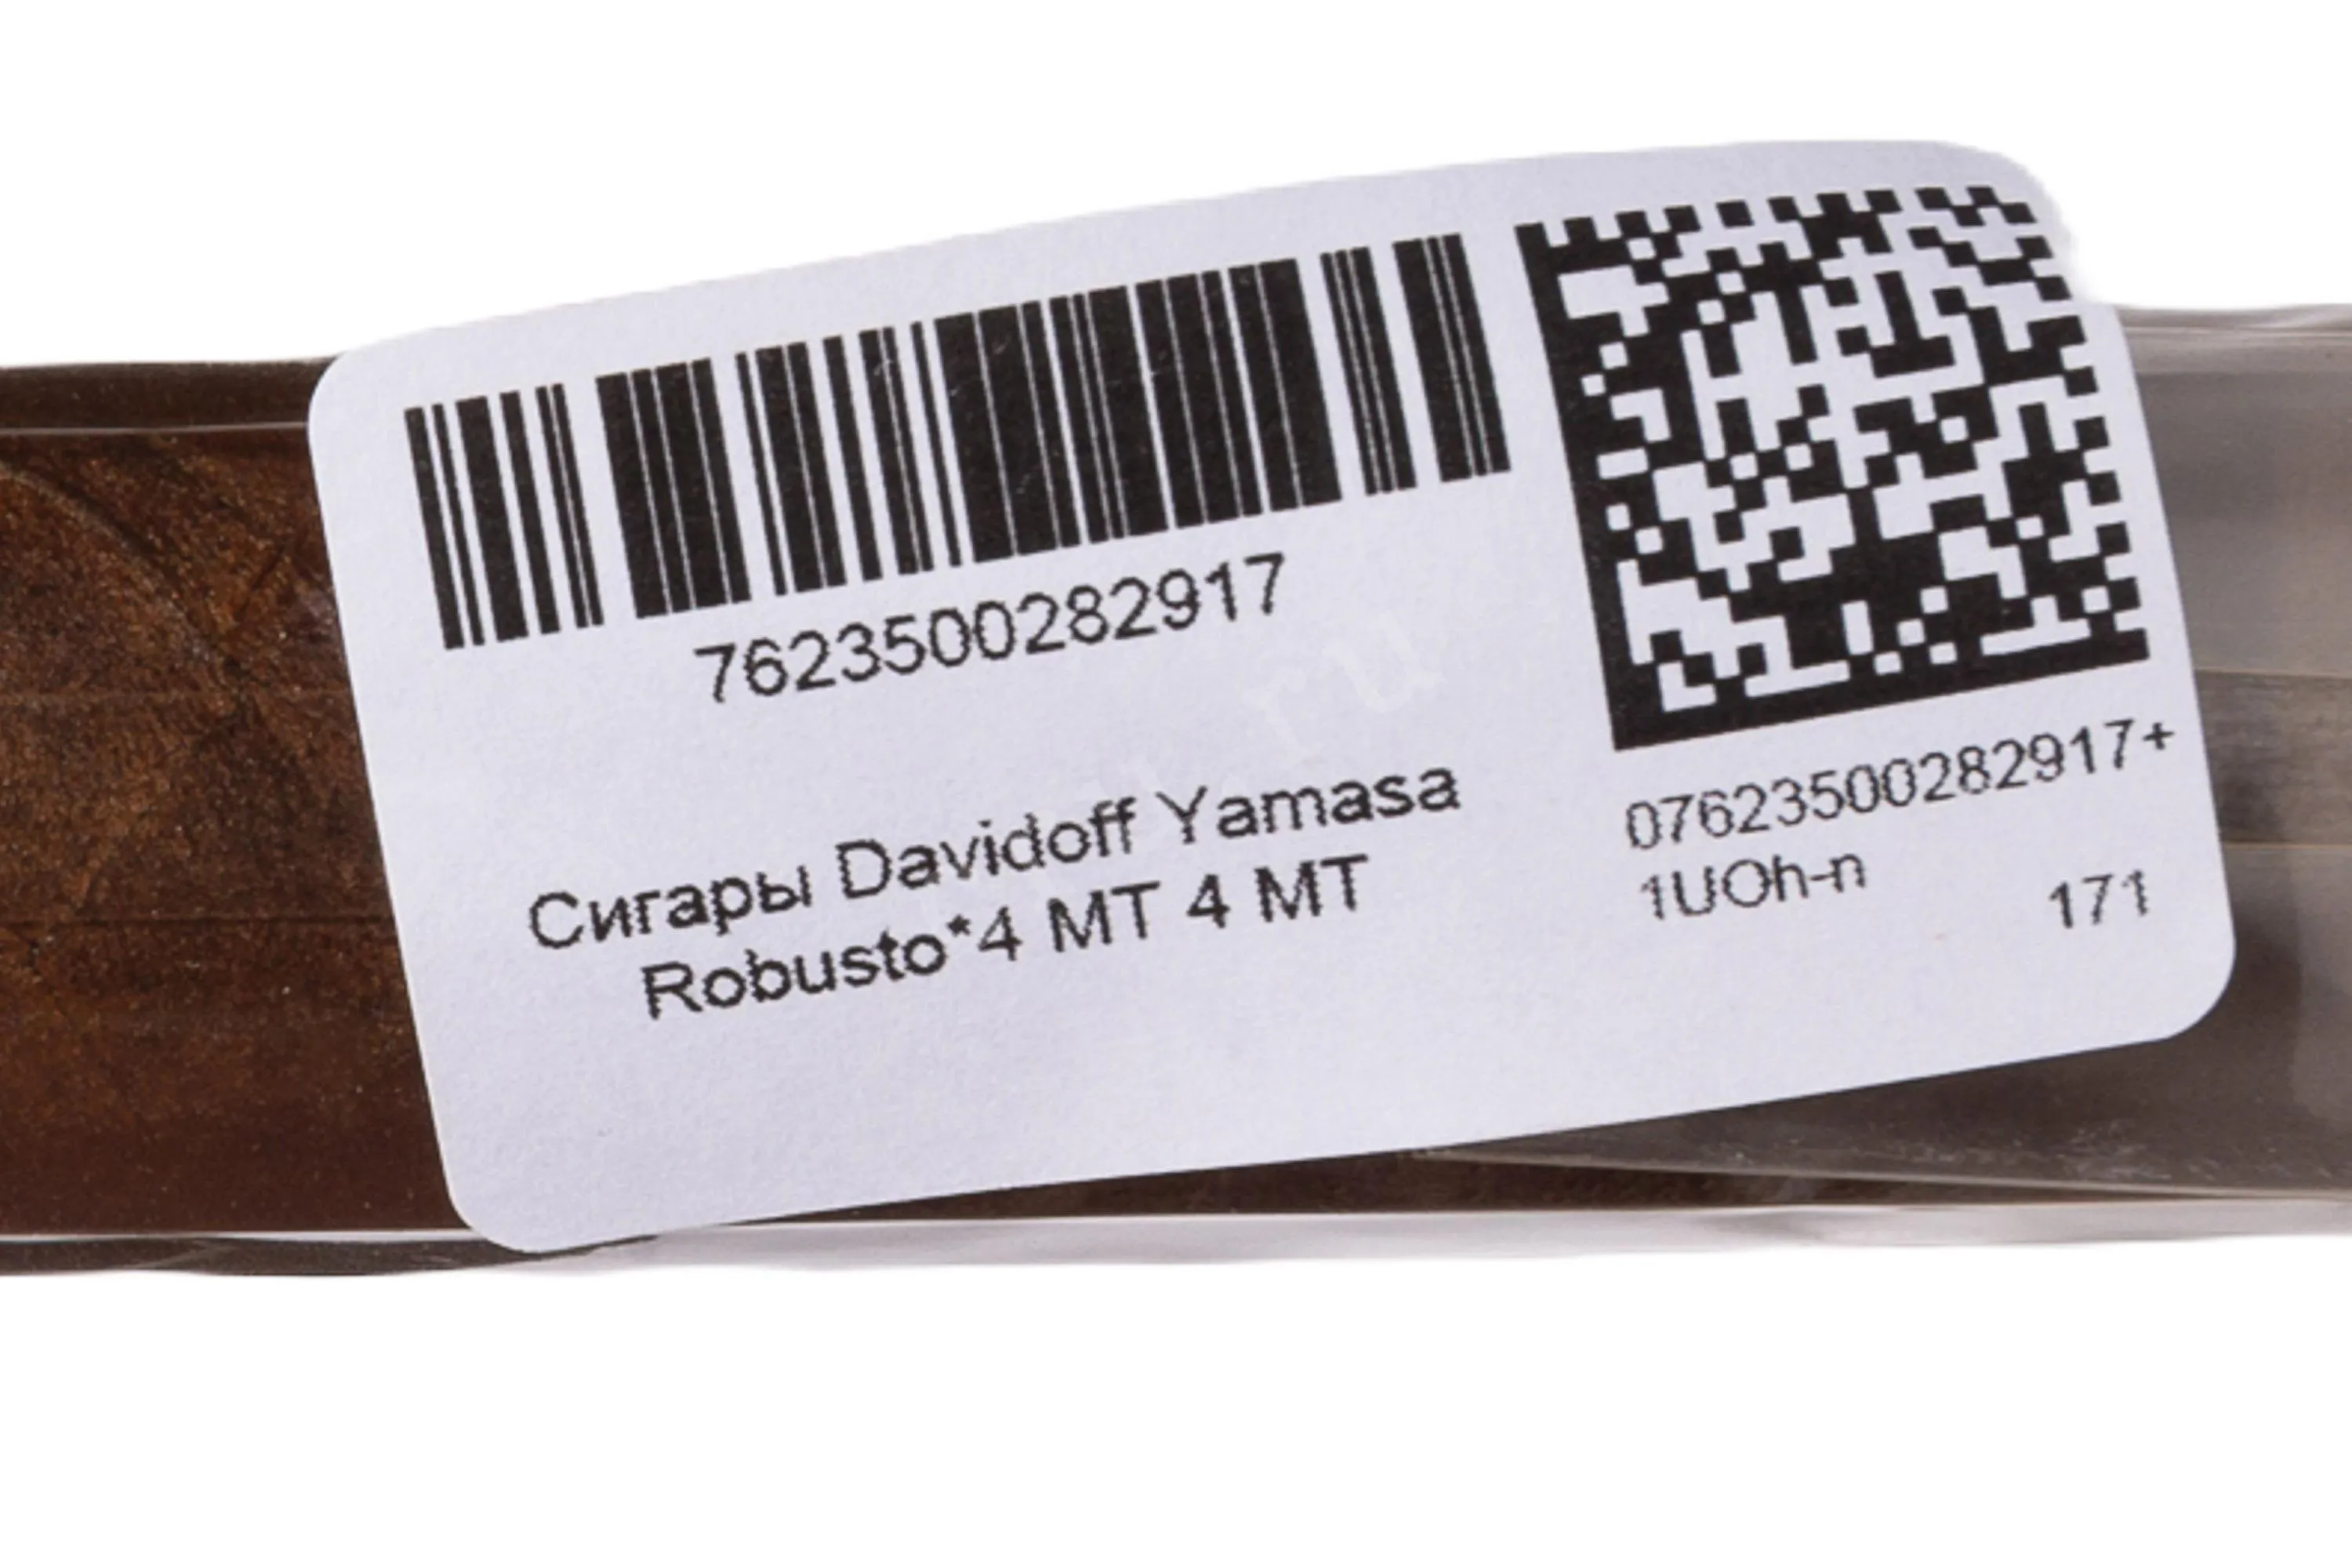 7623500282917
Сигары Davidoff Yamasa
Robusto*4 MT 4 MT
07623500282917+
1UOh-n
171